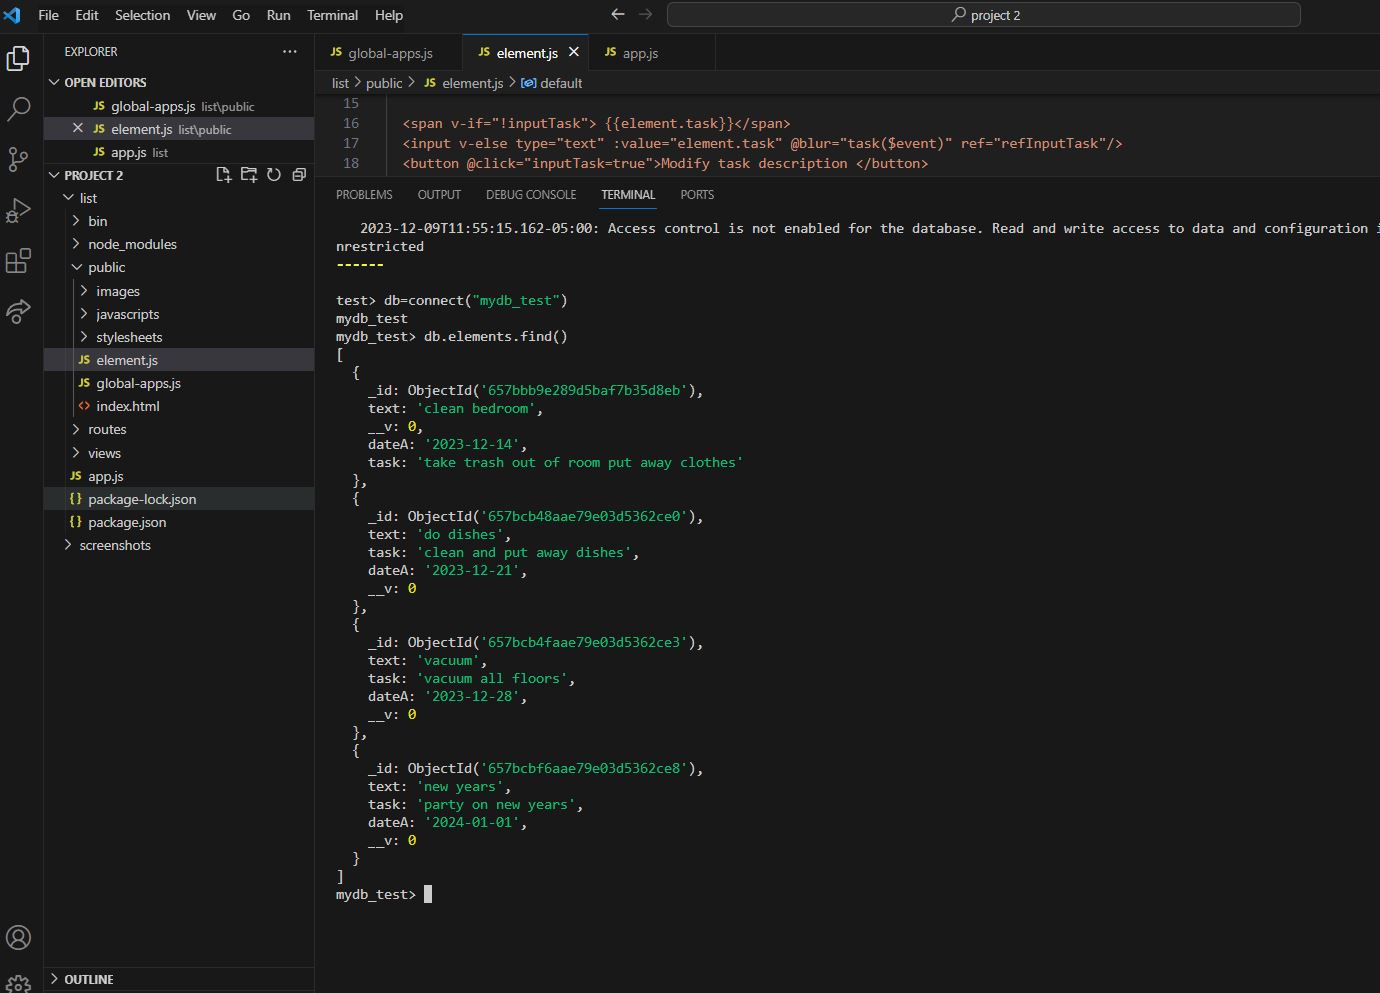 File Edit Selection View Go Run Terminal Help
project 2
EXPLORER
OPEN EDITORS
JS global-apps.js list\public
JS element.js list\public
JS app.js list
PROJECT 2
list
bin
node_modules
public
images
javascripts
stylesheets
JS element.js
JS global-apps.js
<> index.html
routes
views
JS app.js
{} package-lock.json
{} package.json
screenshots
OUTLINE
JS global-apps.js JS element.js JS app.js
list > public > JS element.js > default
15
16 <span v-if="!inputTask"> {{element.task}}</span>
17 <input v-else type="text" :value="element.task" @blur="task($event)" ref="refInputTask"/>
18 <button @click="inputTask=true">Modify task description </button>
PROBLEMS OUTPUT DEBUG CONSOLE TERMINAL PORTS
2023-12-09T11:55:15.162-05:00: Access control is not enabled for the database. Read and write access to data and configuration i
nrestricted
------
test> db=connect("mydb_test")
mydb_test
mydb_test> db.elements.find()
[
{
_id: ObjectId('657bbb9e289d5baf7b35d8eb'),
text: 'clean bedroom',
__v: 0,
dateA: '2023-12-14',
task: 'take trash out of room put away clothes'
},
{
_id: ObjectId('657bcb48aae79e03d5362ce0'),
text: 'do dishes',
task: 'clean and put away dishes',
dateA: '2023-12-21',
__v: 0
},
{
_id: ObjectId('657bcb4faae79e03d5362ce3'),
text: 'vacuum',
task: 'vacuum all floors',
dateA: '2023-12-28',
__v: 0
},
{
_id: ObjectId('657bcbf6aae79e03d5362ce8'),
text: 'new years',
task: 'party on new years',
dateA: '2024-01-01',
__v: 0
}
]
mydb_test>